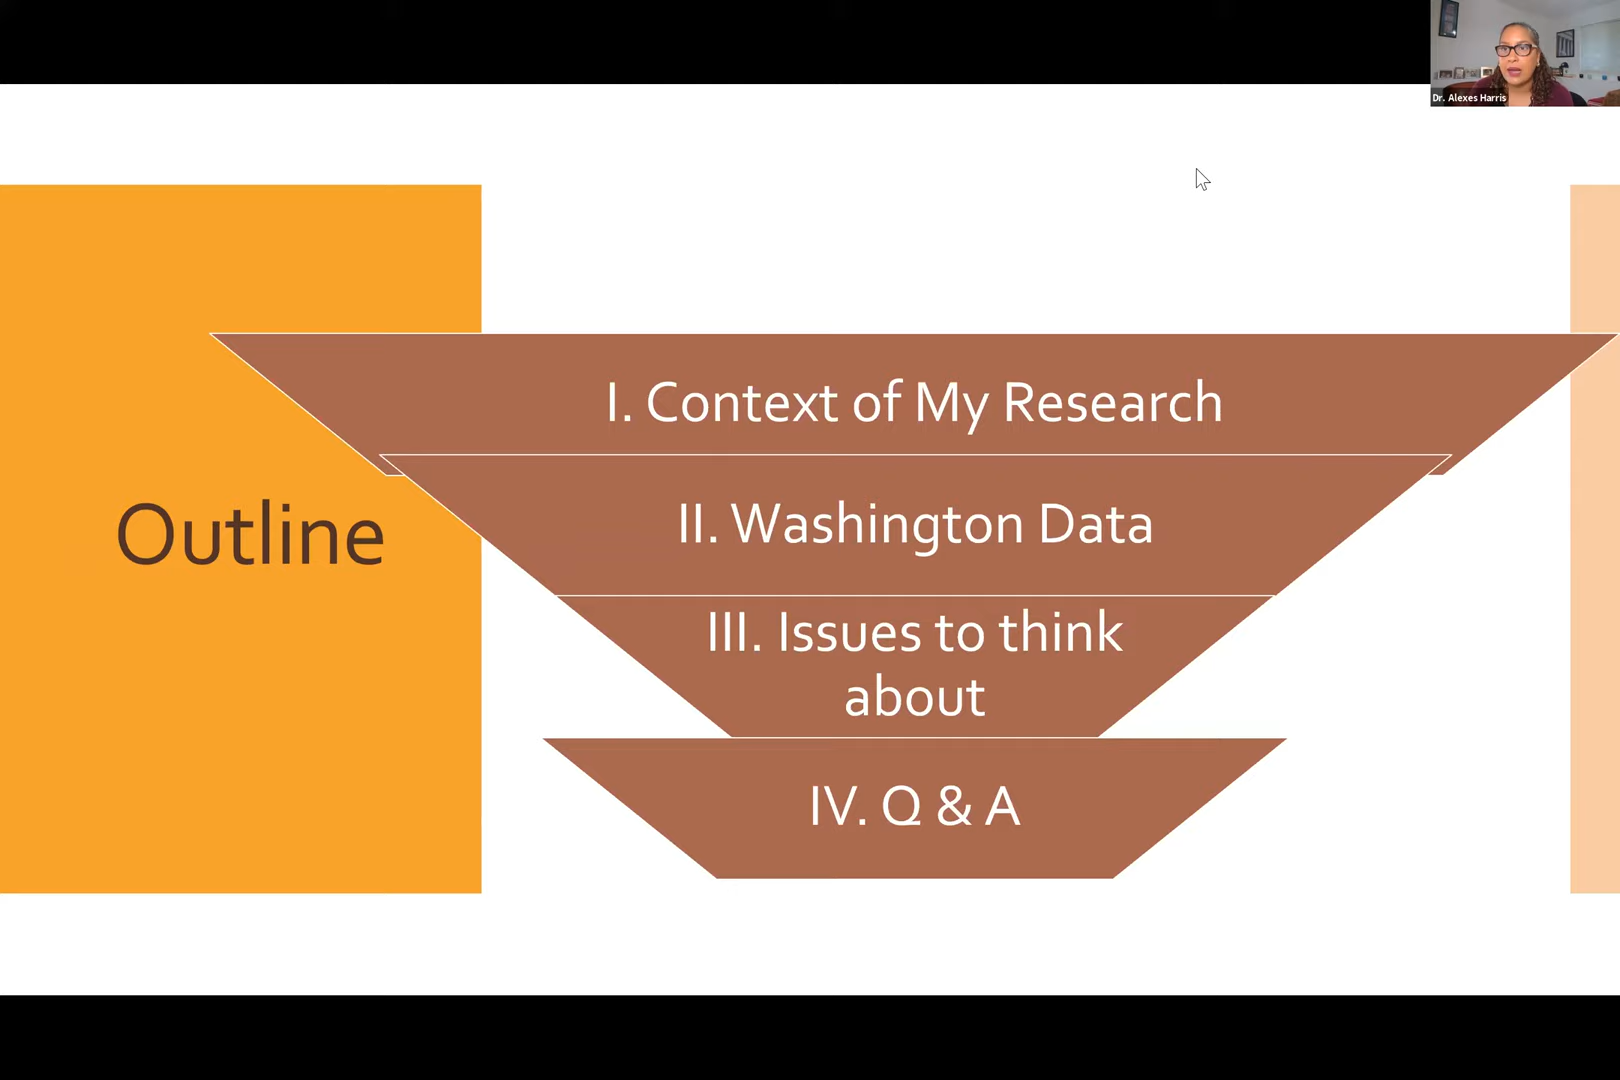 Dr. Alexes Harris
Outline
I. Context of My Research
II. Washington Data
III. Issues to think
about
IV. Q & A